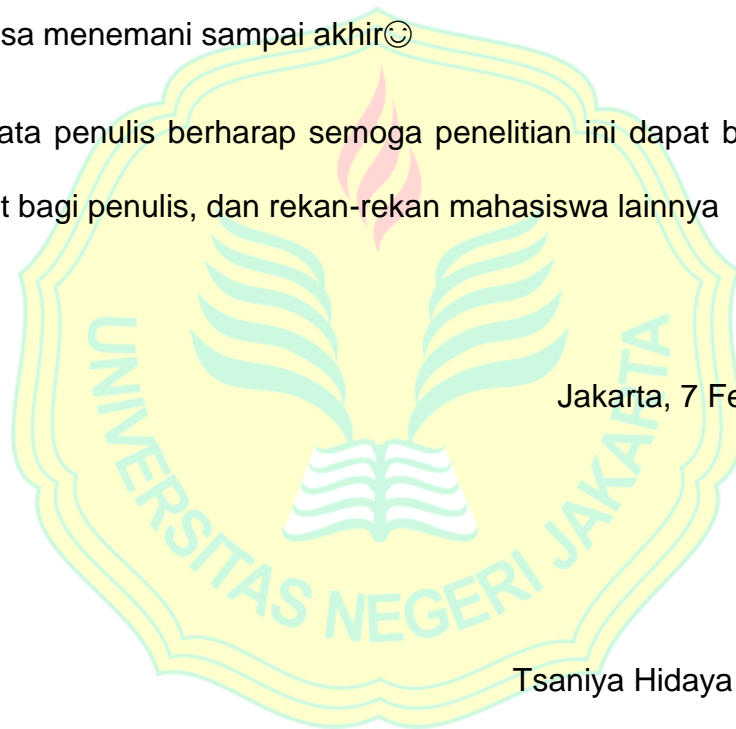 sa menemani sampai akhir☺
ata penulis berharap semoga penelitian ini dapat b
t bagi penulis, dan rekan-rekan mahasiswa lainnya
Jakarta, 7 Fe
Tsaniya Hidaya
UNIVERSITAS NEGERI JAKARTA